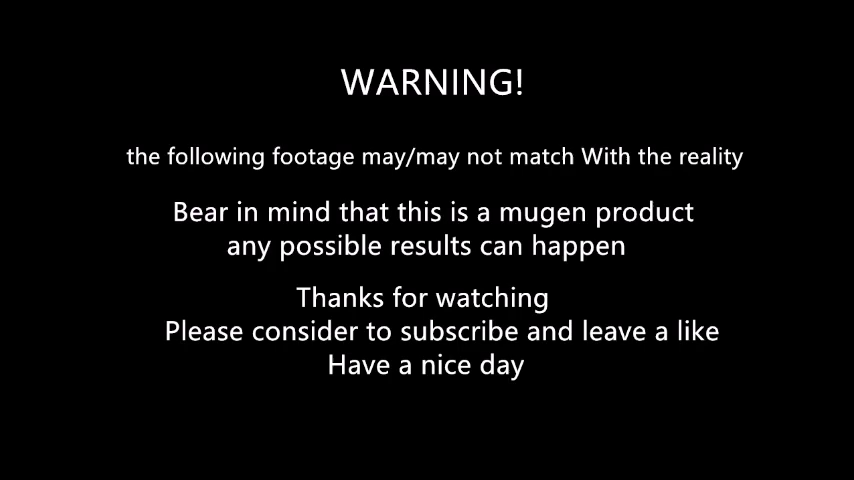 WARNING!
the following footage may/may not match With the reality
Bear in mind that this is a mugen product
any possible results can happen
Thanks for watching
Please consider to subscribe and leave a like
Have a nice day